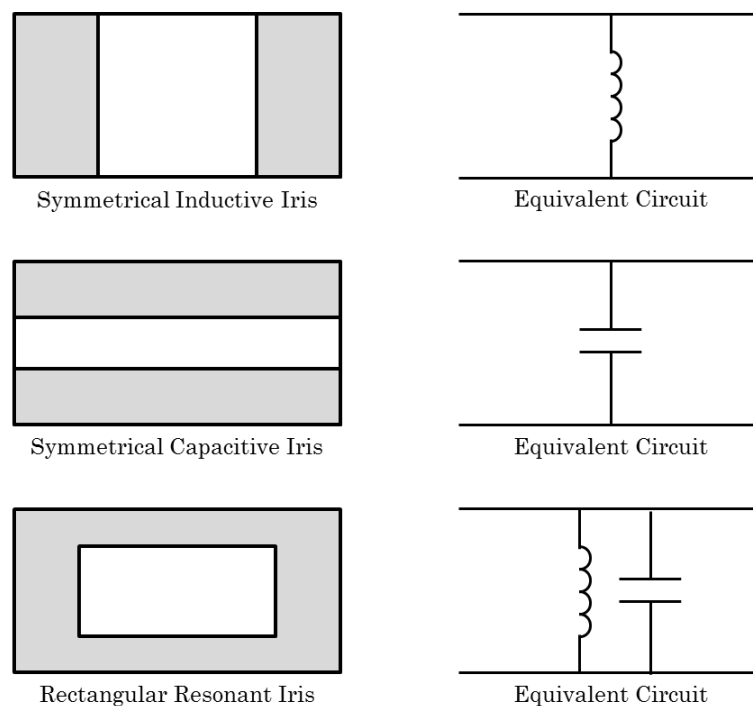 Symmetrical Inductive Iris
Equivalent Circuit
Symmetrical Capacitive Iris
Equivalent Circuit
Rectangular Resonant Iris
Equivalent Circuit